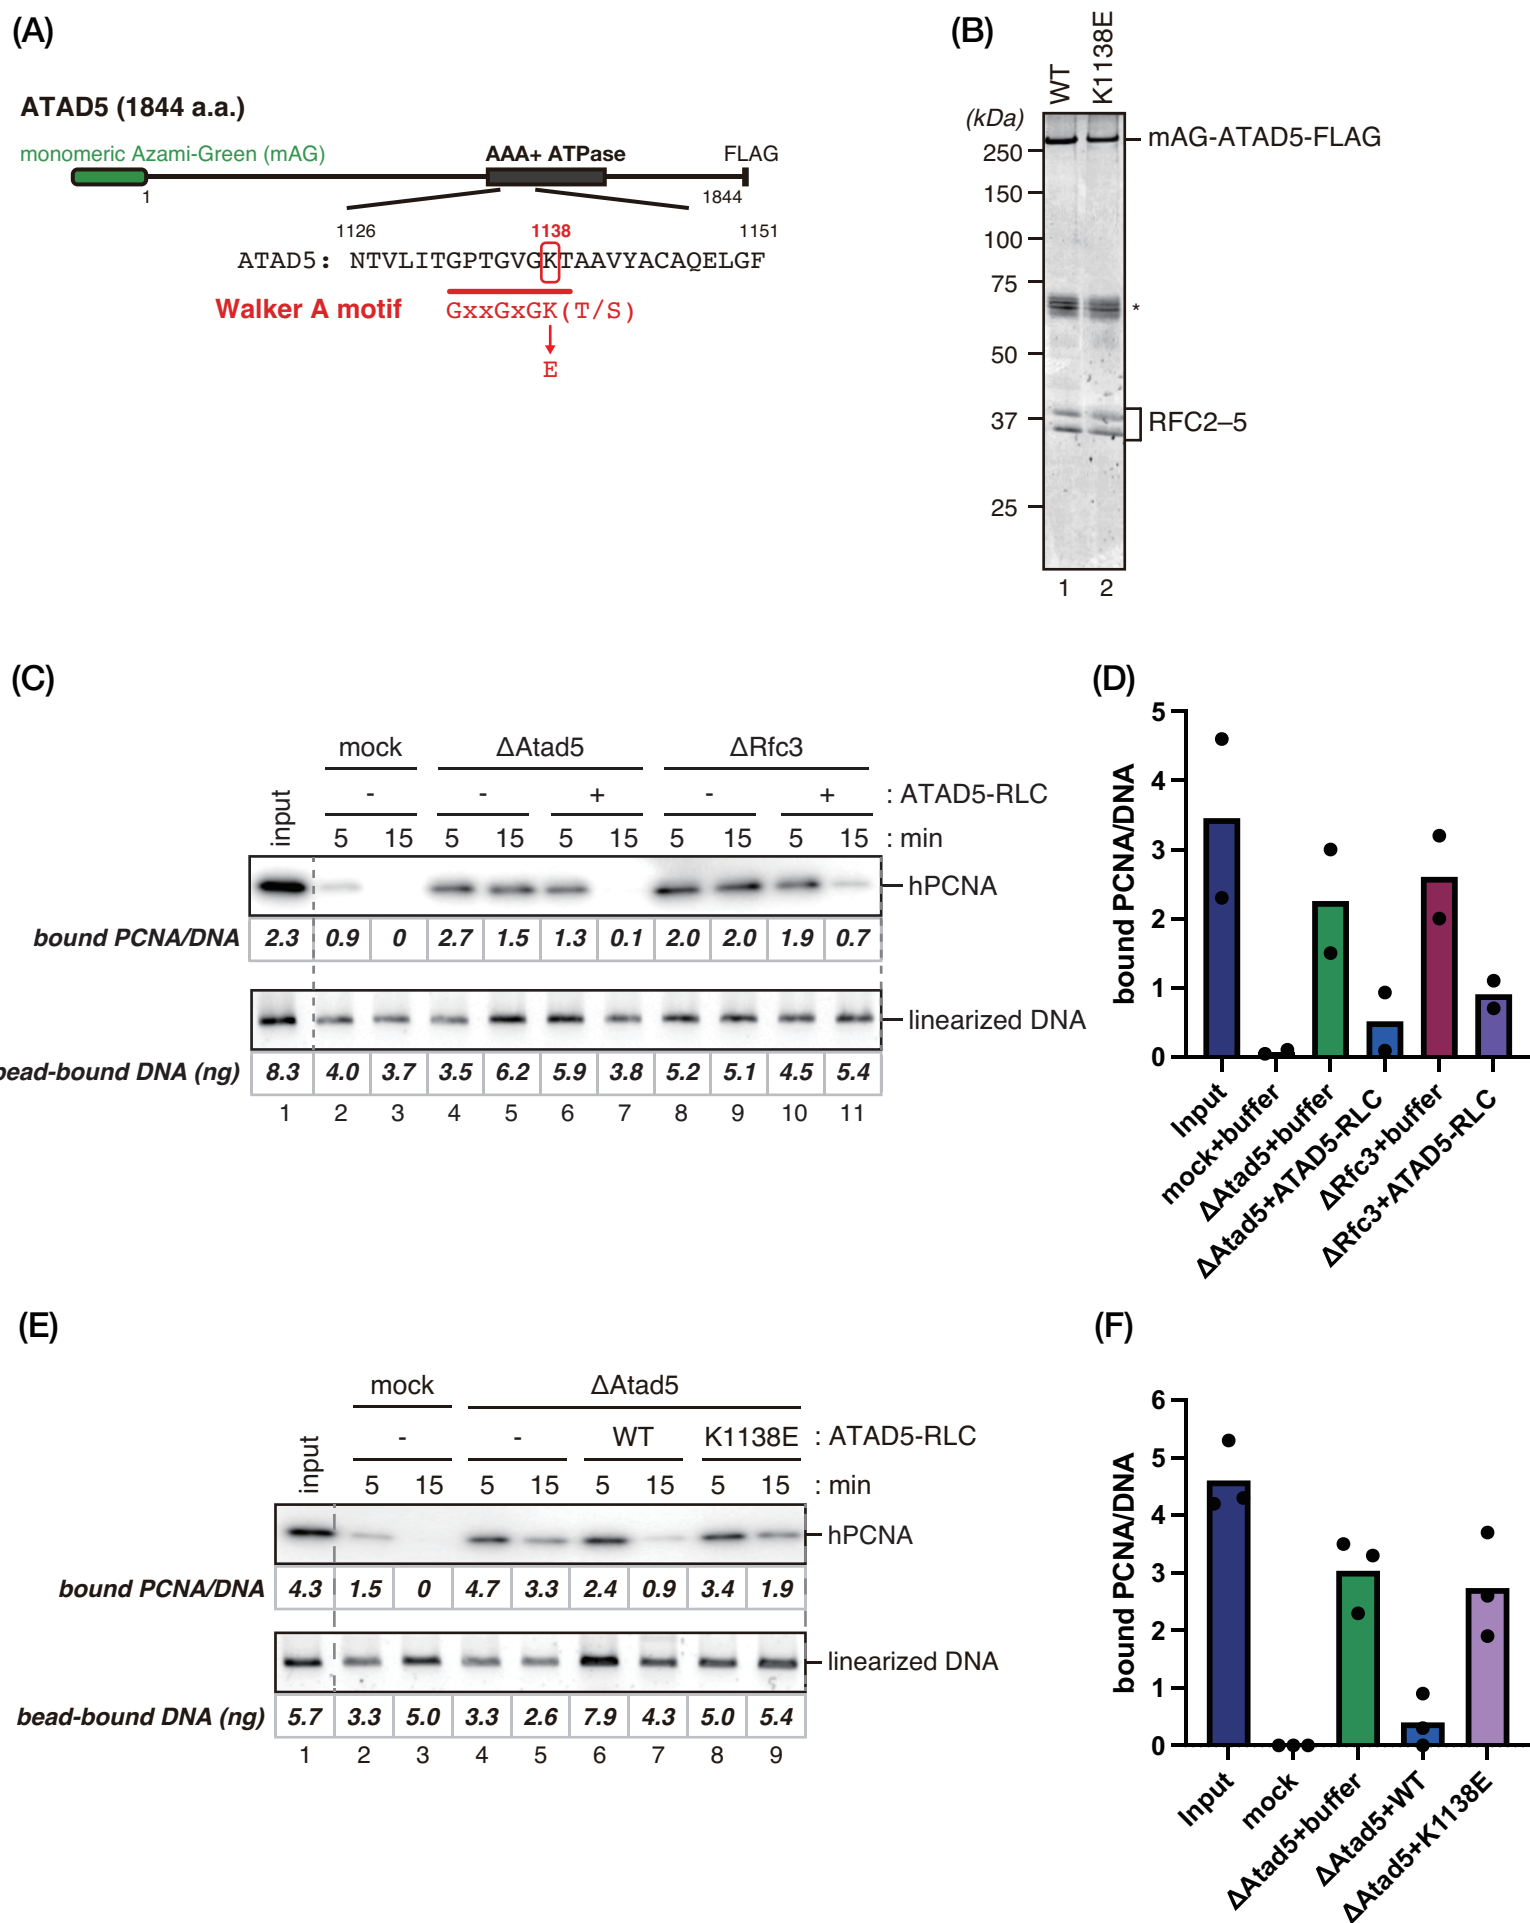 (A)
ATAD5 (1844 a.a.)
monomeric Azami-Green (mAG)
AAA+ ATPase
FLAG
1
1844
1126
1138
1151
ATAD5: NTVLITGPTGVGKTAAVYACAQELGF
Walker A motif GxxGxGK(T/S)
E
(B)
WT
K1138E
(kDa)
250
150
100
75
50
37
25
mAG-ATAD5-FLAG
*
RFC2–5
1 2
(C)
mock ΔAtad5 ΔRfc3
- - + - + : ATAD5-RLC
input 5 15 5 15 5 15 5 15 5 15 : min
hPCNA
bound PCNA/DNA 2.3 0.9 0 2.7 1.5 1.3 0.1 2.0 2.0 1.9 0.7
linearized DNA
bead-bound DNA (ng) 8.3 4.0 3.7 3.5 6.2 5.9 3.8 5.2 5.1 4.5 5.4
1 2 3 4 5 6 7 8 9 10 11
(D)
bound PCNA/DNA
5
4
3
2
1
0
Input
mock+buffer
ΔAtad5+buffer
ΔAtad5+ATAD5-RLC
ΔRfc3+buffer
ΔRfc3+ATAD5-RLC
(E)
mock ΔAtad5
- - WT K1138E : ATAD5-RLC
input 5 15 5 15 5 15 5 15 : min
hPCNA
bound PCNA/DNA 4.3 1.5 0 4.7 3.3 2.4 0.9 3.4 1.9
linearized DNA
bead-bound DNA (ng) 5.7 3.3 5.0 3.3 2.6 7.9 4.3 5.0 5.4
1 2 3 4 5 6 7 8 9
(F)
bound PCNA/DNA
6
5
4
3
2
1
0
Input
mock
ΔAtad5+buffer
ΔAtad5+WT
ΔAtad5+K1138E